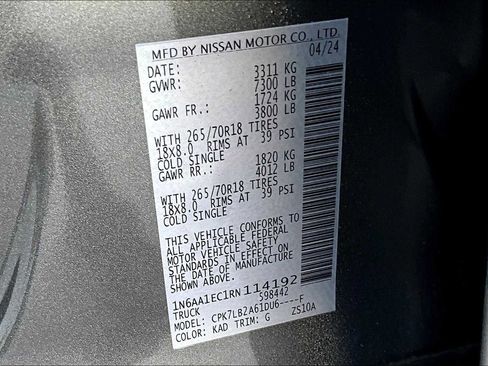 MFD BY NISSAN MOTOR CO., LTD.
DATE: 04/24
GVWR: 3311 KG
7300 LB
GAWR FR.: 1724 KG
3800 LB
WITH 265/70R18 TIRES
18X8.0 RIMS AT 39 PSI
COLD SINGLE
GAWR RR.: 1820 KG
4012 LB
WITH 265/70R18 TIRES
18X8.0 RIMS AT 39 PSI
COLD SINGLE
THIS VEHICLE CONFORMS TO
ALL APPLICABLE FEDERAL
MOTOR VEHICLE SAFETY
STANDARDS IN EFFECT ON
THE DATE OF MANUFACTURE
SHOWN ABOVE.
1N6AA1EC1RN114192
TRUCK 598442
MODEL: CPK7LB2A61DU6----F
COLOR: KAD TRIM: G ZS10A